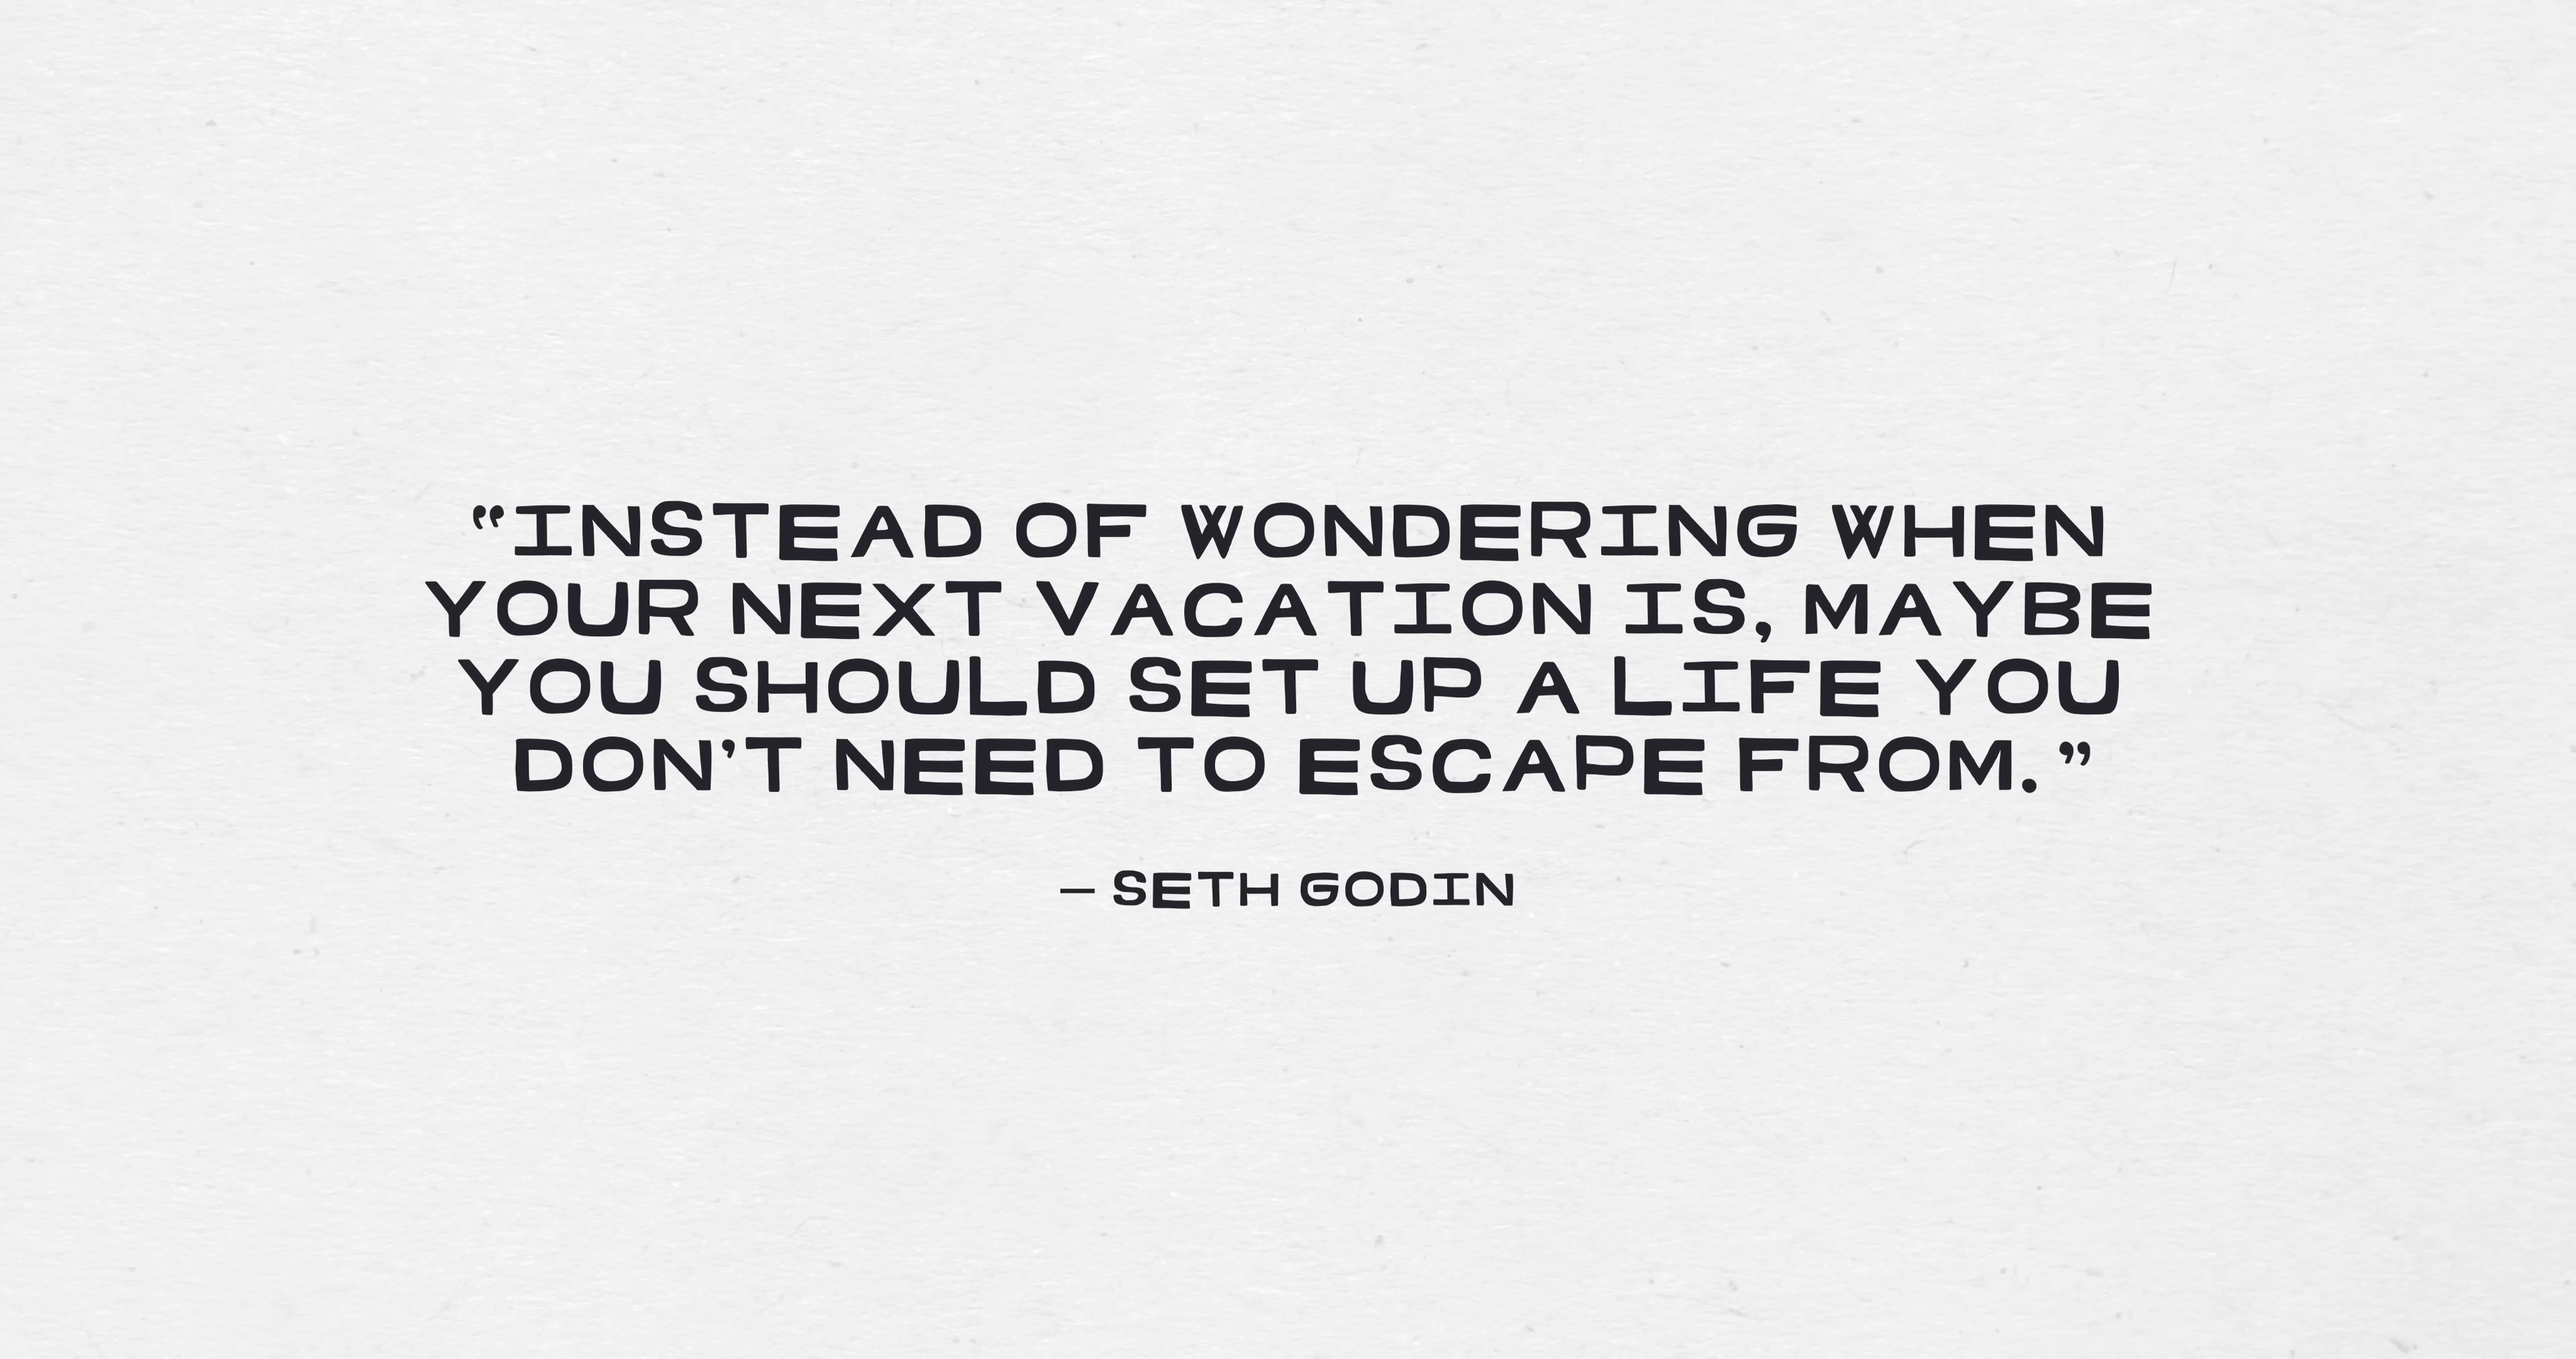 “INSTEAD OF WONDERING WHEN
YOUR NEXT VACATION IS, MAYBE
YOU SHOULD SET UP A LIFE YOU
DON’T NEED TO ESCAPE FROM.”
— SETH GODIN